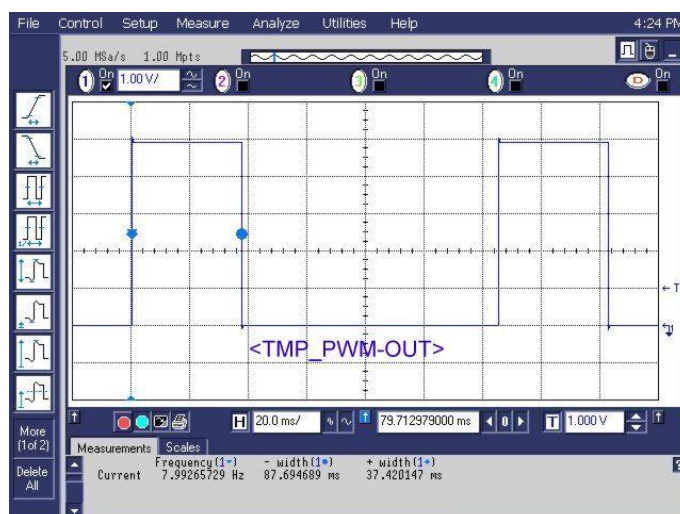 File Control Setup Measure Analyze Utilities Help 4:24 PM
5.00 MSa/s 1.00 Mpts
1 On 1.00 V/ 2 On 3 On 4 On D On
T
<TMP_PWM-OUT>
H 20.0 ms/ 79.712979000 ms 0 T 1.000 V
More
(1of 2)
Delete
All
Measurements Scales
Frequency(1) - width(1) + width(1)
Current 7.99265729 Hz 87.694689 ms 37.420147 ms